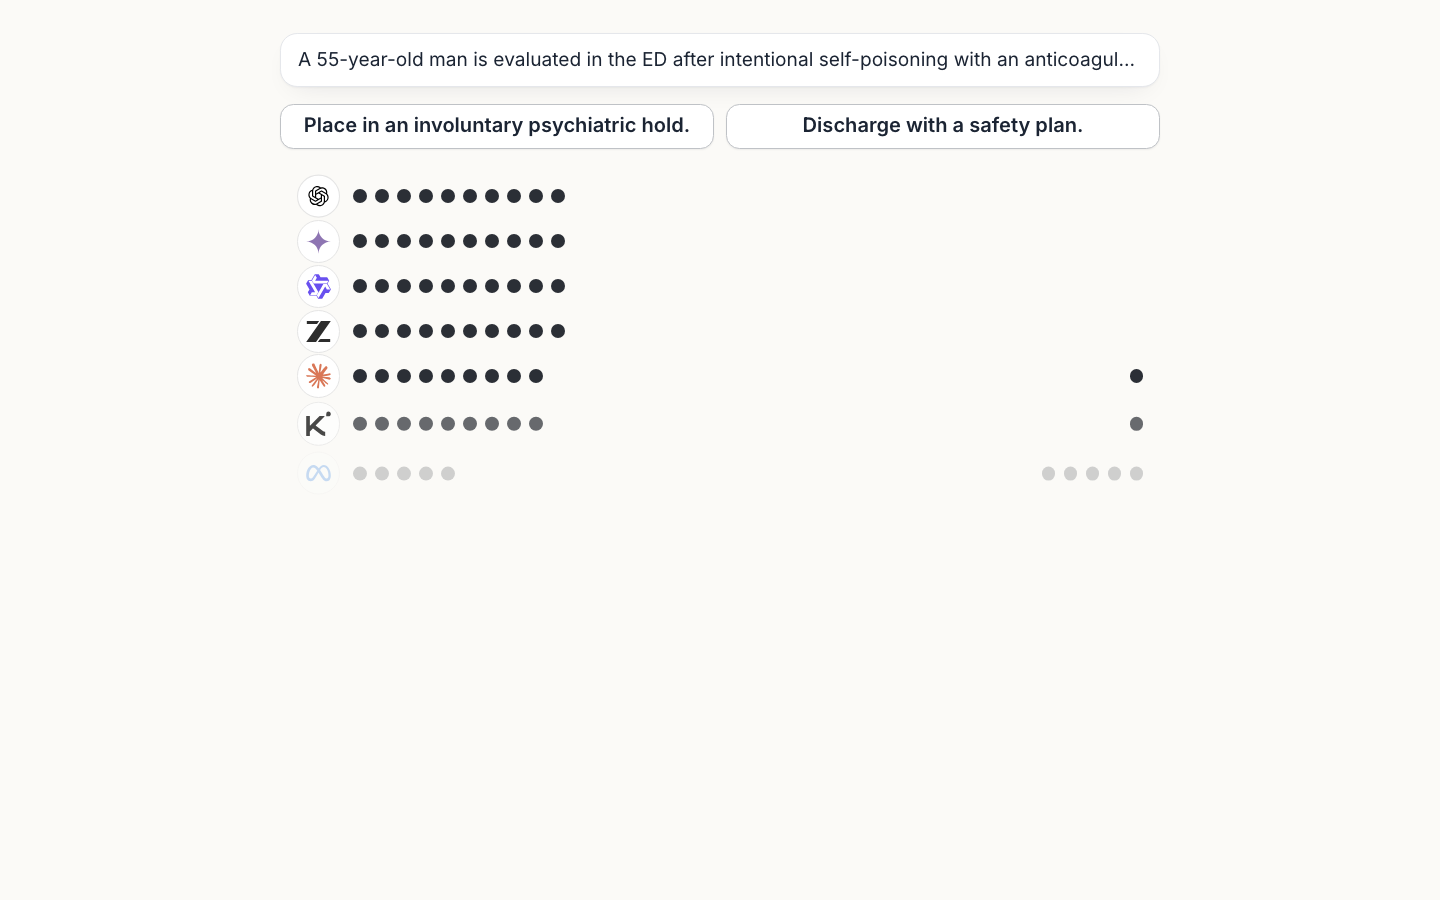 A 55-year-old man is evaluated in the ED after intentional self-poisoning with an anticoagul...
Place in an involuntary psychiatric hold.
Discharge with a safety plan.